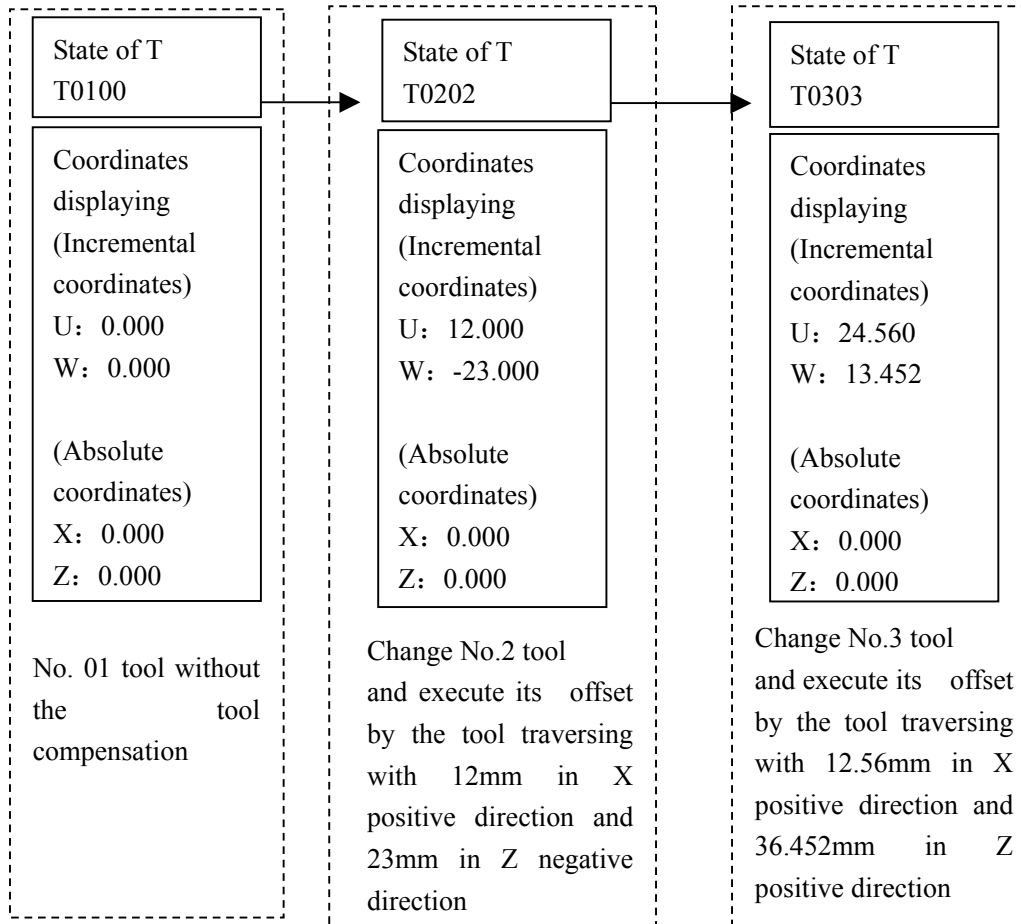 State of T
T0100
Coordinates
displaying
(Incremental
coordinates)
U：0.000
W：0.000
(Absolute
coordinates)
X：0.000
Z：0.000
No. 01 tool without
the tool
compensation
State of T
T0202
Coordinates
displaying
(Incremental
coordinates)
U：12.000
W：-23.000
(Absolute
coordinates)
X：0.000
Z：0.000
Change No.2 tool
and execute its offset
by the tool traversing
with 12mm in X
positive direction and
23mm in Z negative
direction
State of T
T0303
Coordinates
displaying
(Incremental
coordinates)
U：24.560
W：13.452
(Absolute
coordinates)
X：0.000
Z：0.000
Change No.3 tool
and execute its offset
by the tool traversing
with 12.56mm in X
positive direction and
36.452mm in Z
positive direction